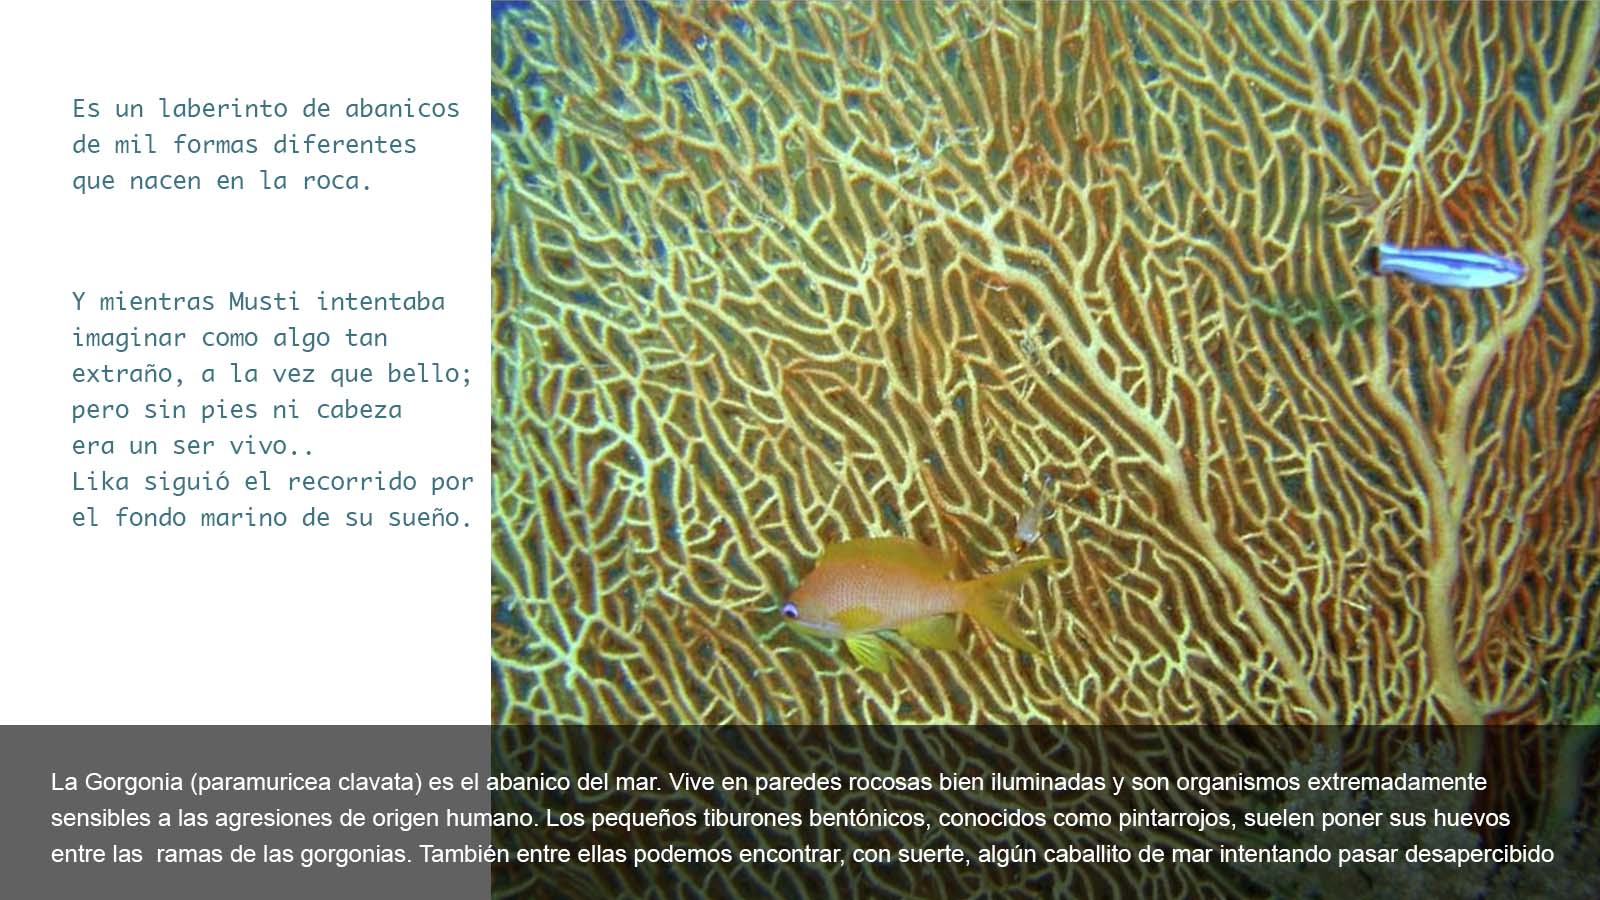 Es un laberinto de abanicos
de mil formas diferentes
que nacen en la roca.
Y mientras Musti intentaba
imaginar como algo tan
extraño, a la vez que bello;
pero sin pies ni cabeza
era un ser vivo..
Lika siguió el recorrido por
el fondo marino de su sueño.
La Gorgonia (paramuricea clavata) es el abanico del mar. Vive en paredes rocosas bien iluminadas y son organismos extremadamente
sensibles a las agresiones de origen humano. Los pequeños tiburones bentónicos, conocidos como pintarrojos, suelen poner sus huevos
entre las  ramas de las gorgonias. También entre ellas podemos encontrar, con suerte, algún caballito de mar intentando pasar desapercibido